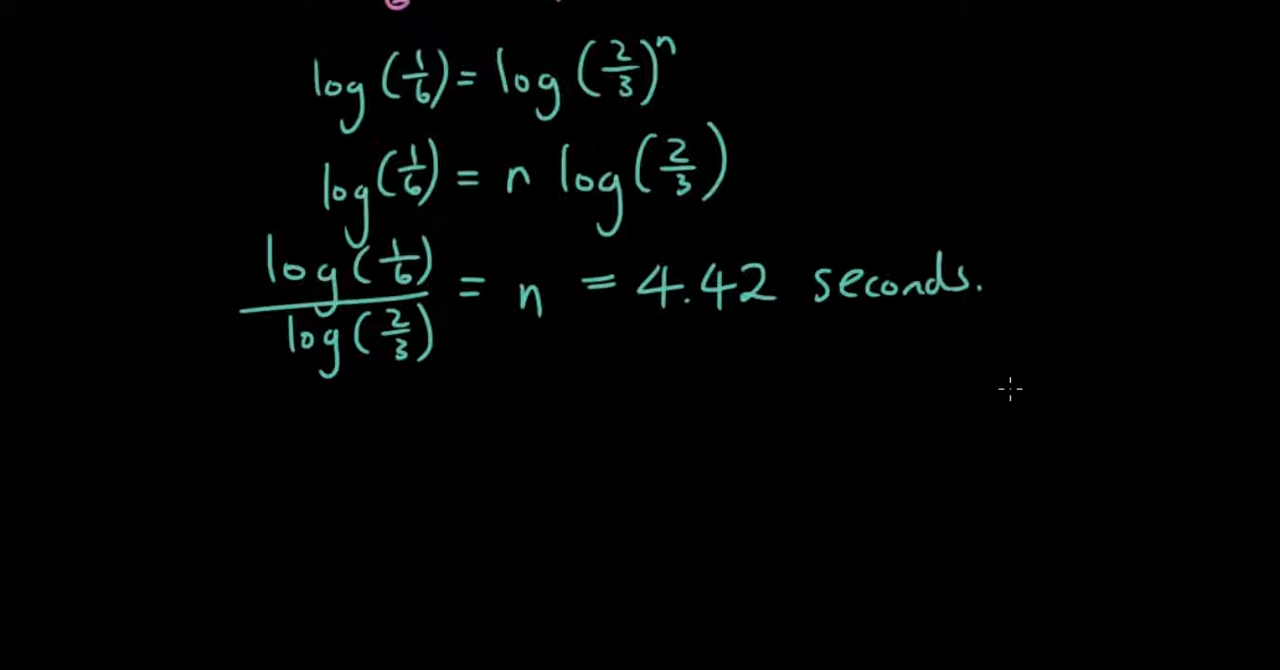 log (1/6) = log (2/3)^n
log (1/6) = n log (2/3)
log (1/6) / log (2/3) = n = 4.42 seconds.